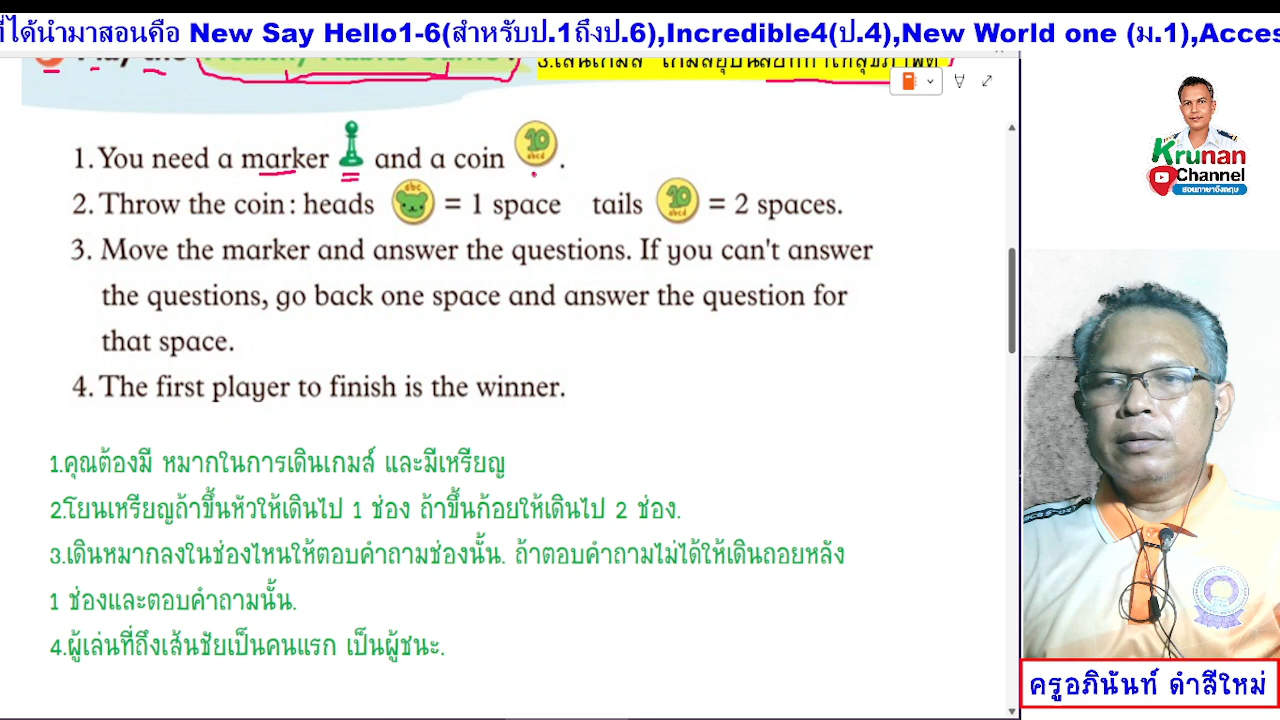 ที่ได้นำมาสอนคือ New Say Hello1-6(สำหรับป.1ถึงป.6),Incredible4(ป.4),New World one (ม.1),Acces
1. You need a marker and a coin .
2. Throw the coin: heads = 1 space tails = 2 spaces.
3. Move the marker and answer the questions. If you can't answer
the questions, go back one space and answer the question for
that space.
4. The first player to finish is the winner.
1.คุณต้องมี หมากในการเดินเกมส์ และมีเหรียญ
2.โยนเหรียญถ้าขึ้นหัวให้เดินไป 1 ช่อง ถ้าขึ้นก้อยให้เดินไป 2 ช่อง.
3.เดินหมากลงในช่องไหนให้ตอบคำถามช่องนั้น. ถ้าตอบคำถามไม่ได้ให้เดินถอยหลัง
1 ช่องและตอบคำถามนั้น.
4.ผู้เล่นที่ถึงเส้นชัยเป็นคนแรก เป็นผู้ชนะ.
Krunan
Channel
สอนภาษาอังกฤษ
ครูอภินันท์ ดำสีใหม่